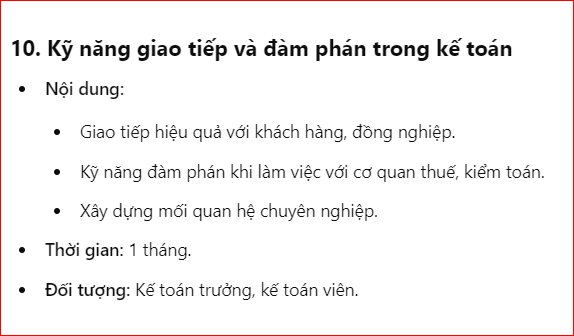 10. Kỹ năng giao tiếp và đàm phán trong kế toán
• Nội dung:
• Giao tiếp hiệu quả với khách hàng, đồng nghiệp.
• Kỹ năng đàm phán khi làm việc với cơ quan thuế, kiểm toán.
• Xây dựng mối quan hệ chuyên nghiệp.
• Thời gian: 1 tháng.
• Đối tượng: Kế toán trưởng, kế toán viên.